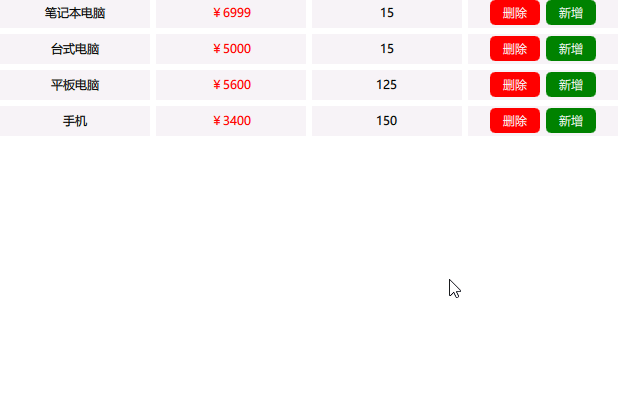 笔记本电脑 ￥6999 15 删除 新增
台式电脑 ￥5000 15 删除 新增
平板电脑 ￥5600 125 删除 新增
手机 ￥3400 150 删除 新增